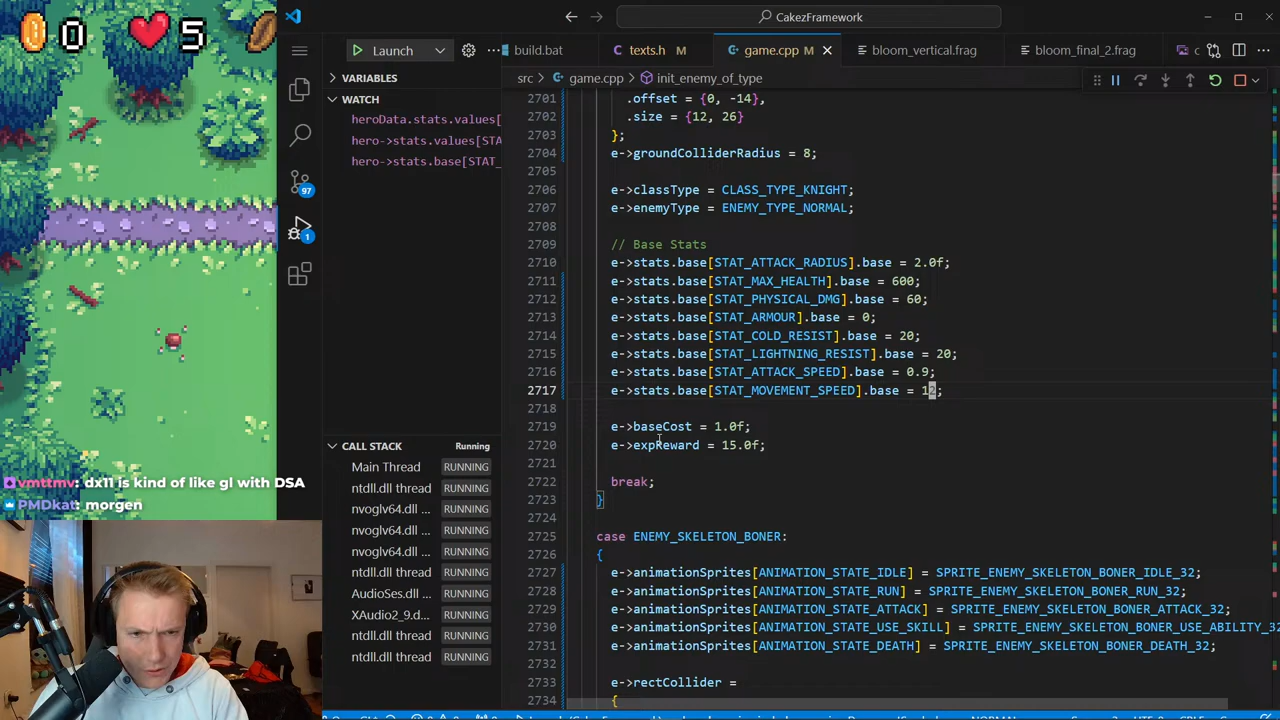 0 5
CakezFramework
Launch
build.bat
texts.h M
game.cpp M
bloom_vertical.frag
bloom_final_2.frag
src > game.cpp > init_enemy_of_type
VARIABLES
WATCH
heroData.stats.values[
hero->stats.values[STA
hero->stats.base[STAT_
97
1
CALL STACK Running
Main Thread RUNNING
ntdll.dll thread RUNNING
nvoglv64.dll ... RUNNING
nvoglv64.dll ... RUNNING
nvoglv64.dll ... RUNNING
ntdll.dll thread RUNNING
AudioSes.dll ... RUNNING
XAudio2_9.d... RUNNING
ntdll.dll thread RUNNING
ntdll.dll thread RUNNING
vmttmv: dx11 is kind of like gl with DSA
PMDkat: morgen
2701 .offset = {0, -14},
2702 .size = {12, 26}
2703 };
2704 e->groundColliderRadius = 8;
2705
2706 e->classType = CLASS_TYPE_KNIGHT;
2707 e->enemyType = ENEMY_TYPE_NORMAL;
2708
2709 // Base Stats
2710 e->stats.base[STAT_ATTACK_RADIUS].base = 2.0f;
2711 e->stats.base[STAT_MAX_HEALTH].base = 600;
2712 e->stats.base[STAT_PHYSICAL_DMG].base = 60;
2713 e->stats.base[STAT_ARMOUR].base = 0;
2714 e->stats.base[STAT_COLD_RESIST].base = 20;
2715 e->stats.base[STAT_LIGHTNING_RESIST].base = 20;
2716 e->stats.base[STAT_ATTACK_SPEED].base = 0.9;
2717 e->stats.base[STAT_MOVEMENT_SPEED].base = 12;
2718
2719 e->baseCost = 1.0f;
2720 e->expReward = 15.0f;
2721
2722 break;
2723 }
2724
2725 case ENEMY_SKELETON_BONER:
2726 {
2727 e->animationSprites[ANIMATION_STATE_IDLE] = SPRITE_ENEMY_SKELETON_BONER_IDLE_32;
2728 e->animationSprites[ANIMATION_STATE_RUN] = SPRITE_ENEMY_SKELETON_BONER_RUN_32;
2729 e->animationSprites[ANIMATION_STATE_ATTACK] = SPRITE_ENEMY_SKELETON_BONER_ATTACK_32;
2730 e->animationSprites[ANIMATION_STATE_USE_SKILL] = SPRITE_ENEMY_SKELETON_BONER_USE_ABILITY_32
2731 e->animationSprites[ANIMATION_STATE_DEATH] = SPRITE_ENEMY_SKELETON_BONER_DEATH_32;
2732
2733 e->rectCollider =
2734 {